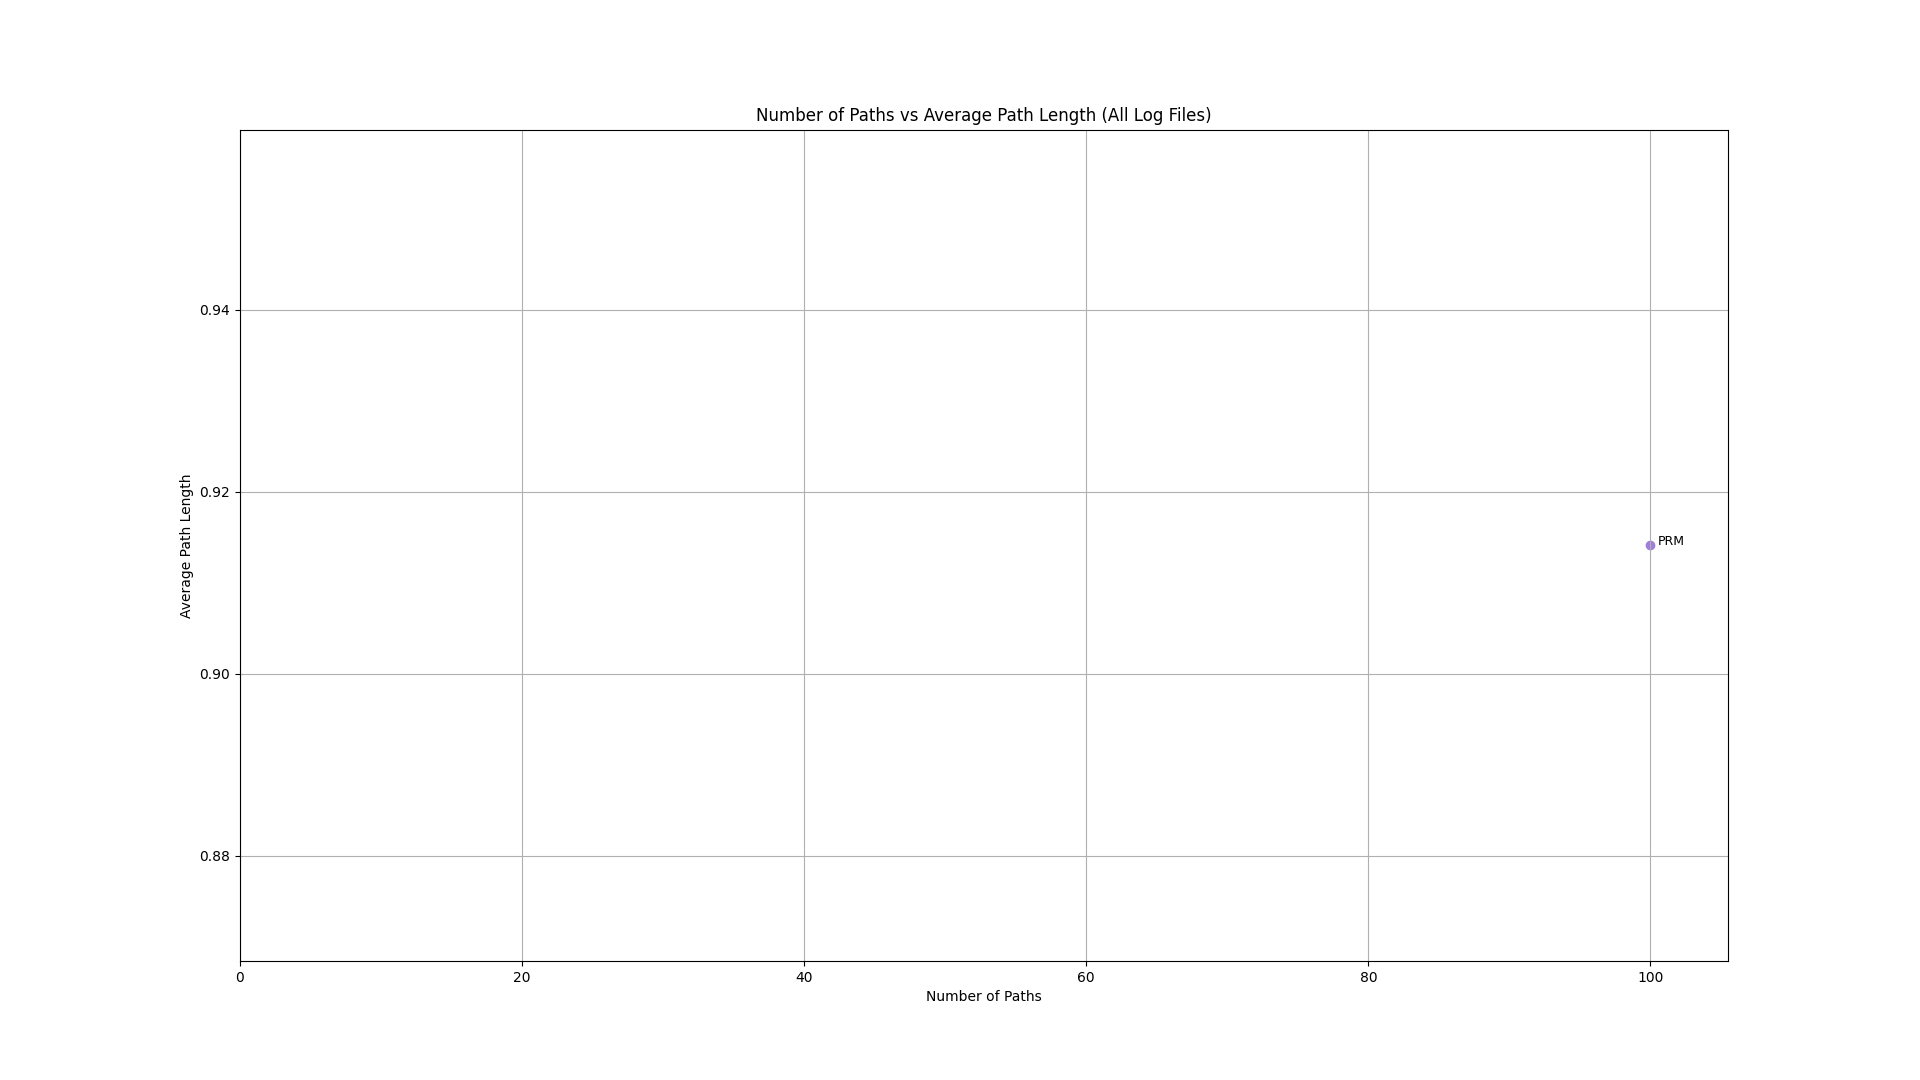 Number of Paths vs Average Path Length (All Log Files)
Average Path Length
0.94
0.92
0.90
0.88
PRM
0 20 40 60 80 100
Number of Paths